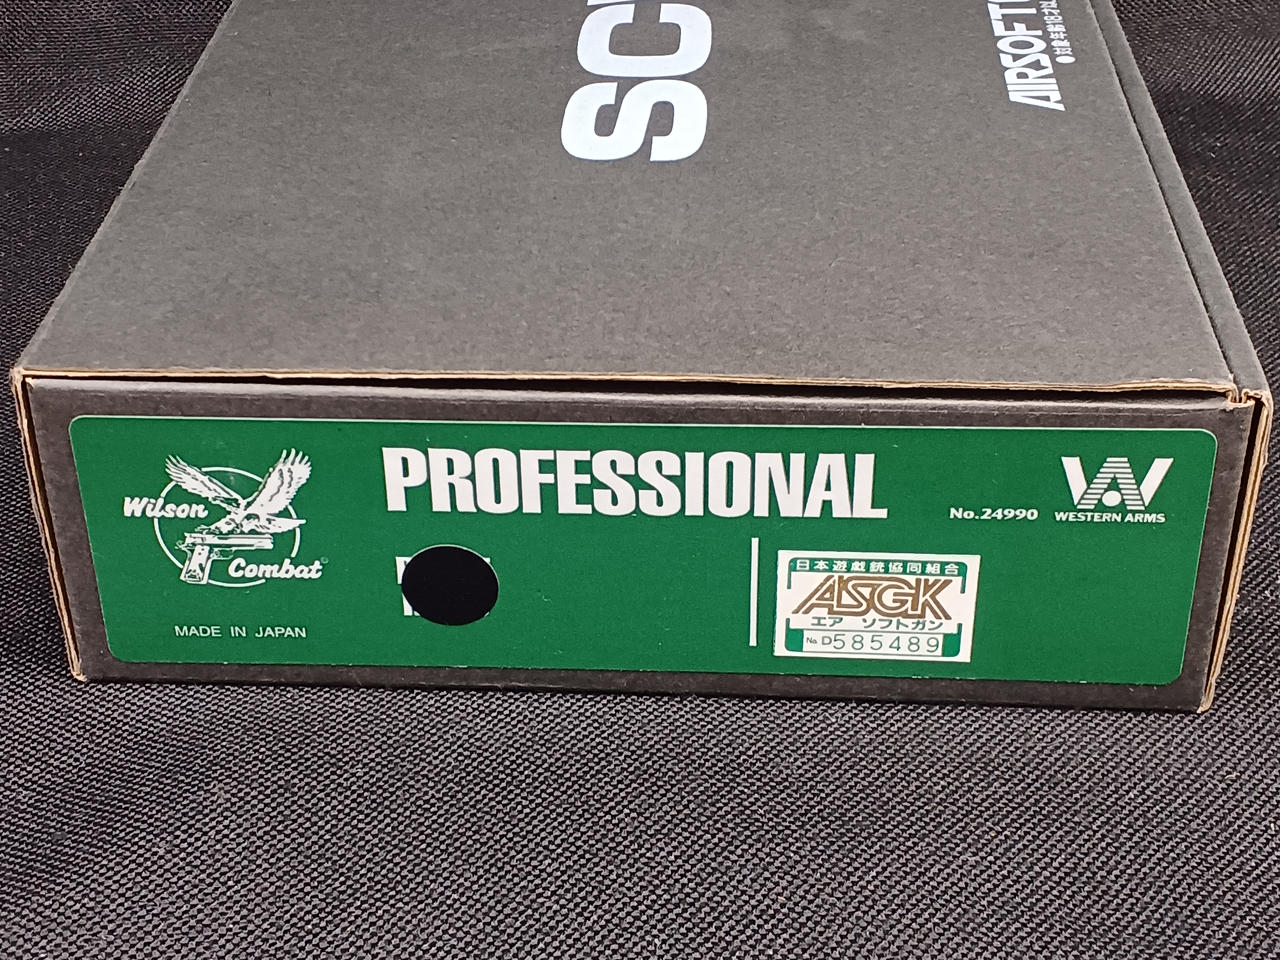 AIRSOFT
Wilson
Combat
MADE IN JAPAN
PROFESSIONAL
No.24990
WESTERN ARMS
日本遊戯銃協同組合
ASGK
エア ソフトガン
No. D585489